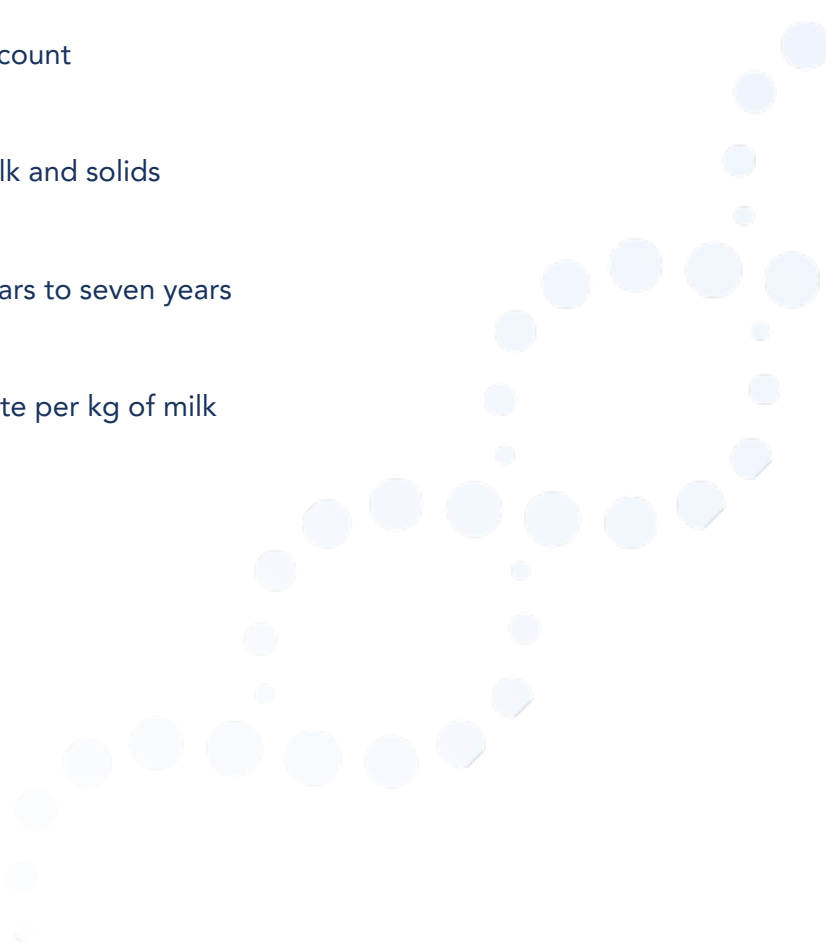 count
lk and solids
ars to seven years
te per kg of milk